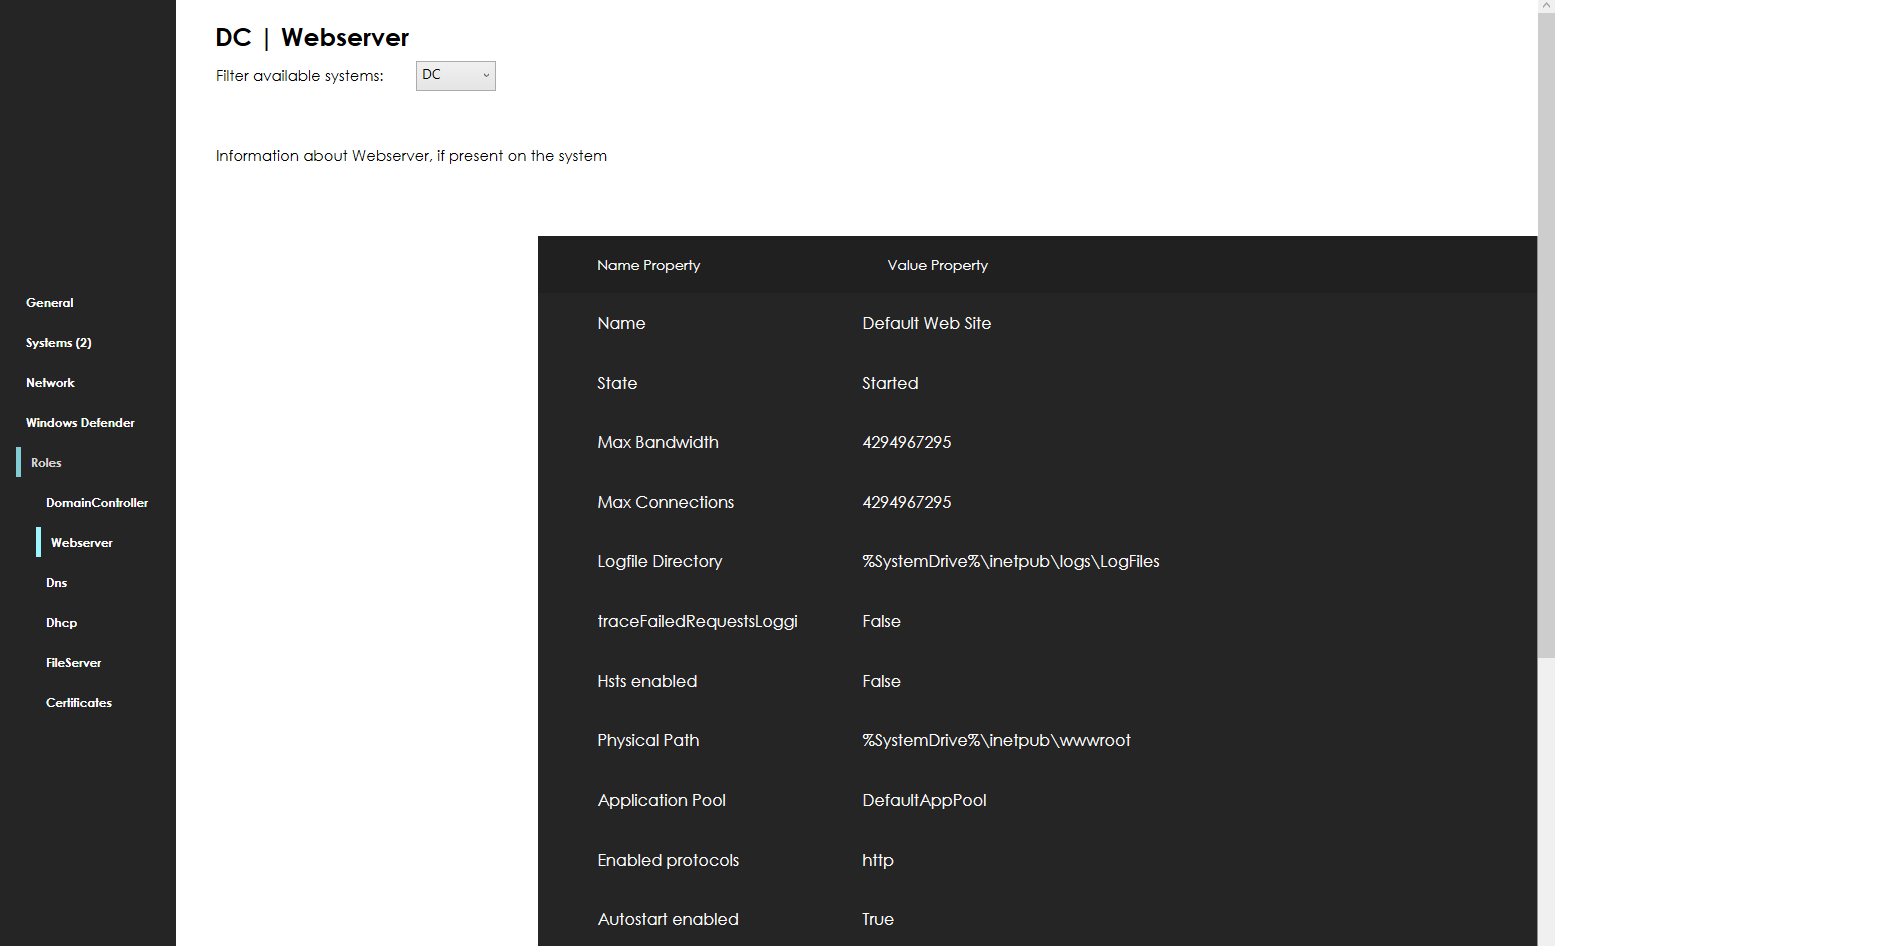 DC | Webserver
Filter available systems: DC
Information about Webserver, if present on the system
General
Systems (2)
Network
Windows Defender
Roles
DomainController
Webserver
Dns
Dhcp
FileServer
Certificates
Name Property Value Property
Name Default Web Site
State Started
Max Bandwidth 4294967295
Max Connections 4294967295
Logfile Directory %SystemDrive%\inetpub\logs\LogFiles
traceFailedRequestsLoggi False
Hsts enabled False
Physical Path %SystemDrive%\inetpub\wwwroot
Application Pool DefaultAppPool
Enabled protocols http
Autostart enabled True